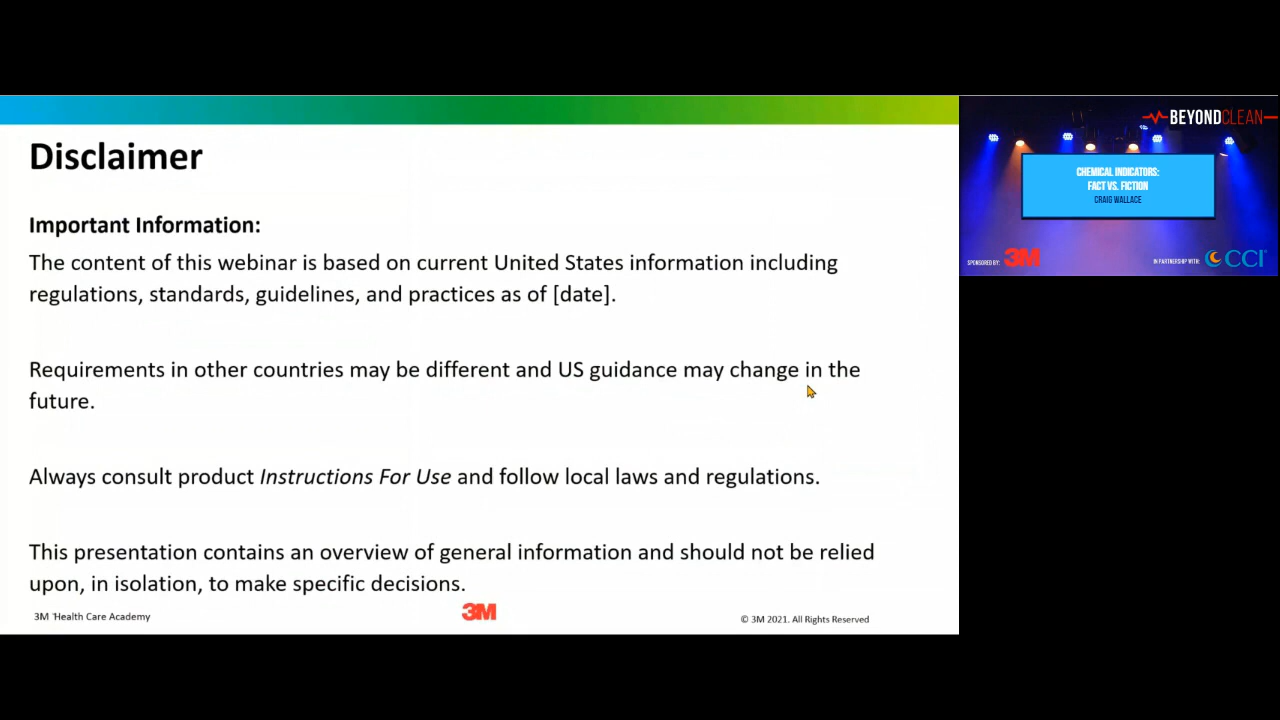 Disclaimer
Important Information:
The content of this webinar is based on current United States information including
regulations, standards, guidelines, and practices as of [date].
Requirements in other countries may be different and US guidance may change in the
future.
Always consult product Instructions For Use and follow local laws and regulations.
This presentation contains an overview of general information and should not be relied
upon, in isolation, to make specific decisions.
3M Health Care Academy
3M
© 3M 2021. All Rights Reserved
BEYONDCLEAN
CHEMICAL INDICATORS:
FACT VS. FICTION
CRAIG WALLACE
SPONSORED BY: 3M
IN PARTNERSHIP WITH: CCI